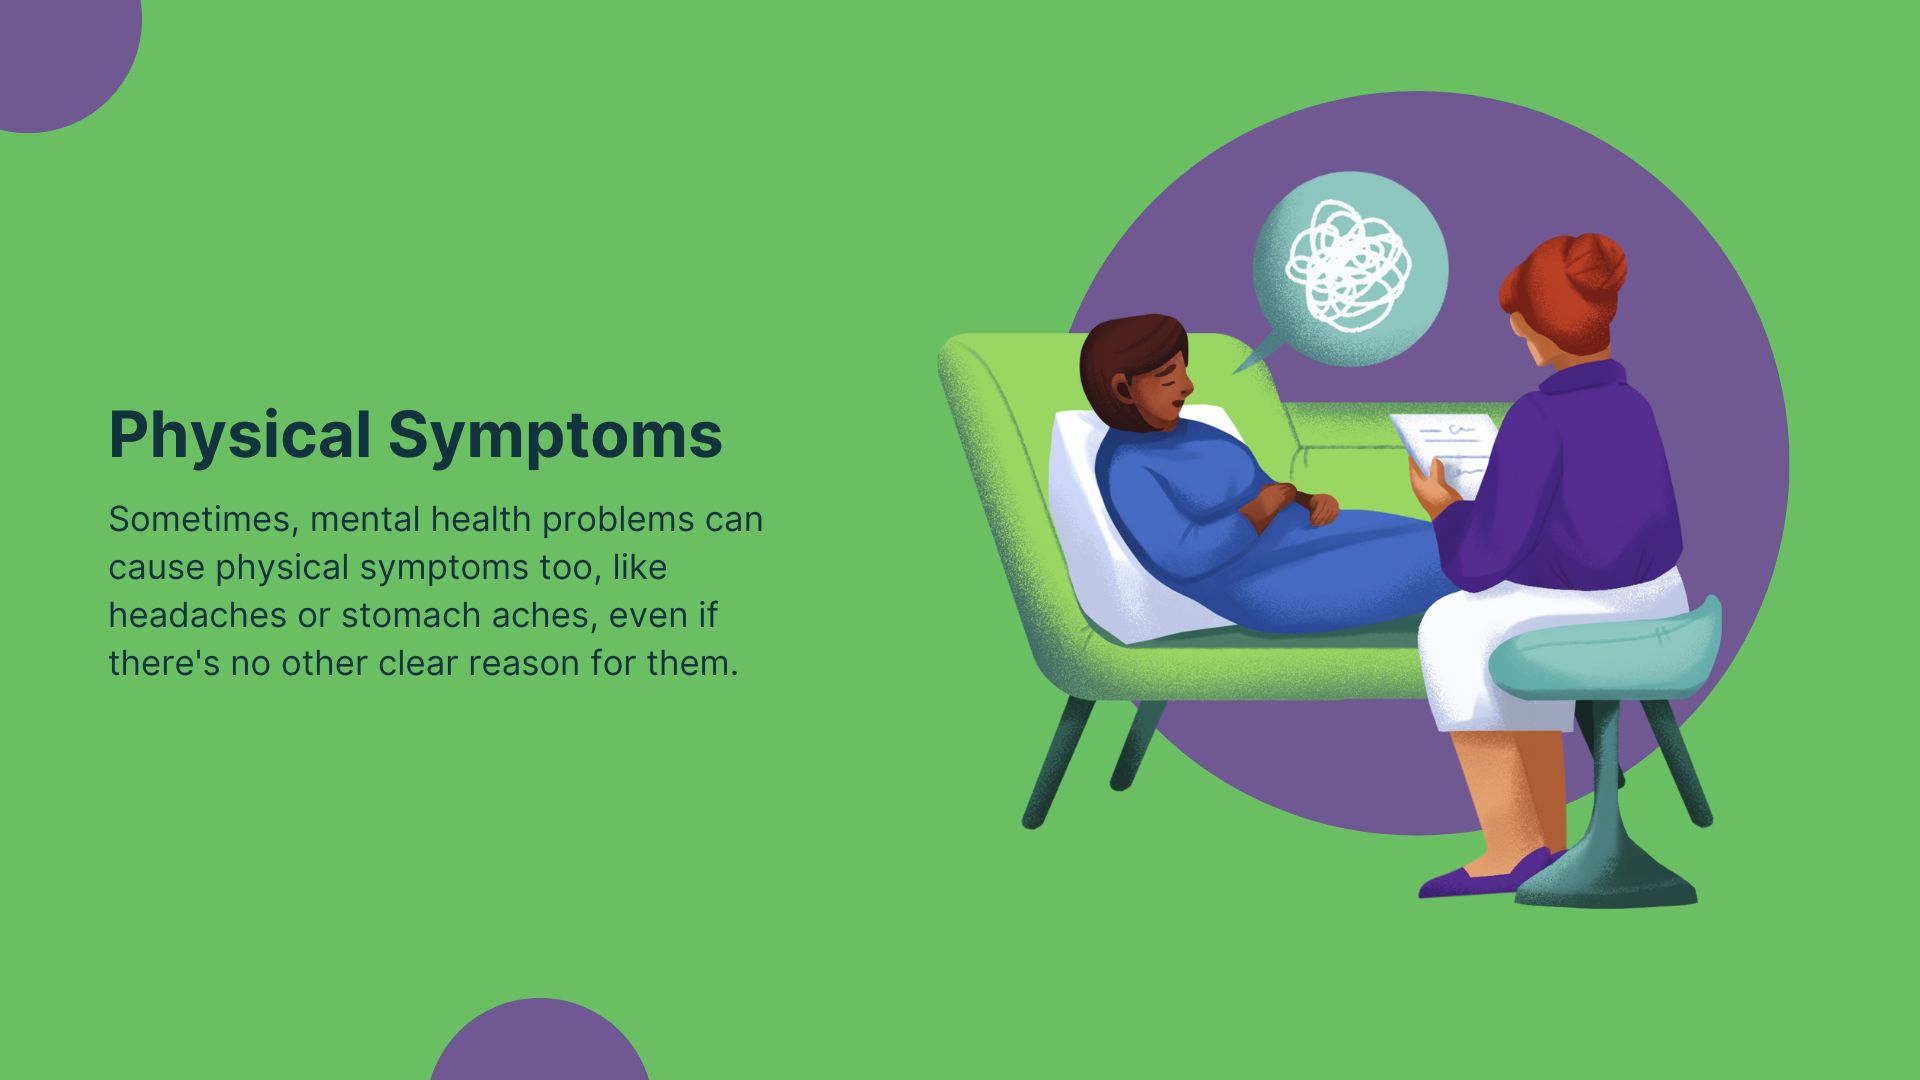 Physical Symptoms
Sometimes, mental health problems can
cause physical symptoms too, like
headaches or stomach aches, even if
there's no other clear reason for them.